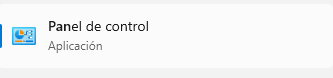 Panel de control
Aplicación